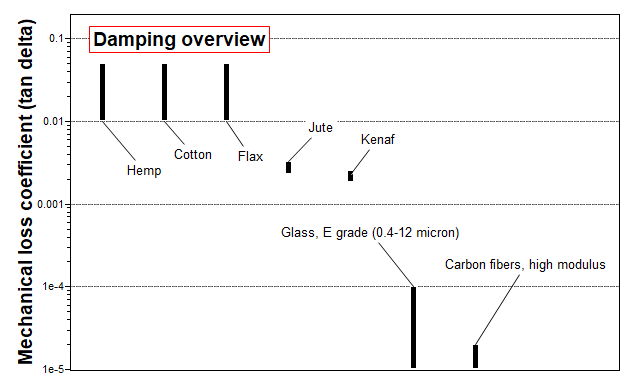 Damping overview
Mechanical loss coefficient (tan delta)
0.1
0.01
0.001
1e-4
1e-5
Hemp
Cotton
Flax
Jute
Kenaf
Glass, E grade (0.4-12 micron)
Carbon fibers, high modulus